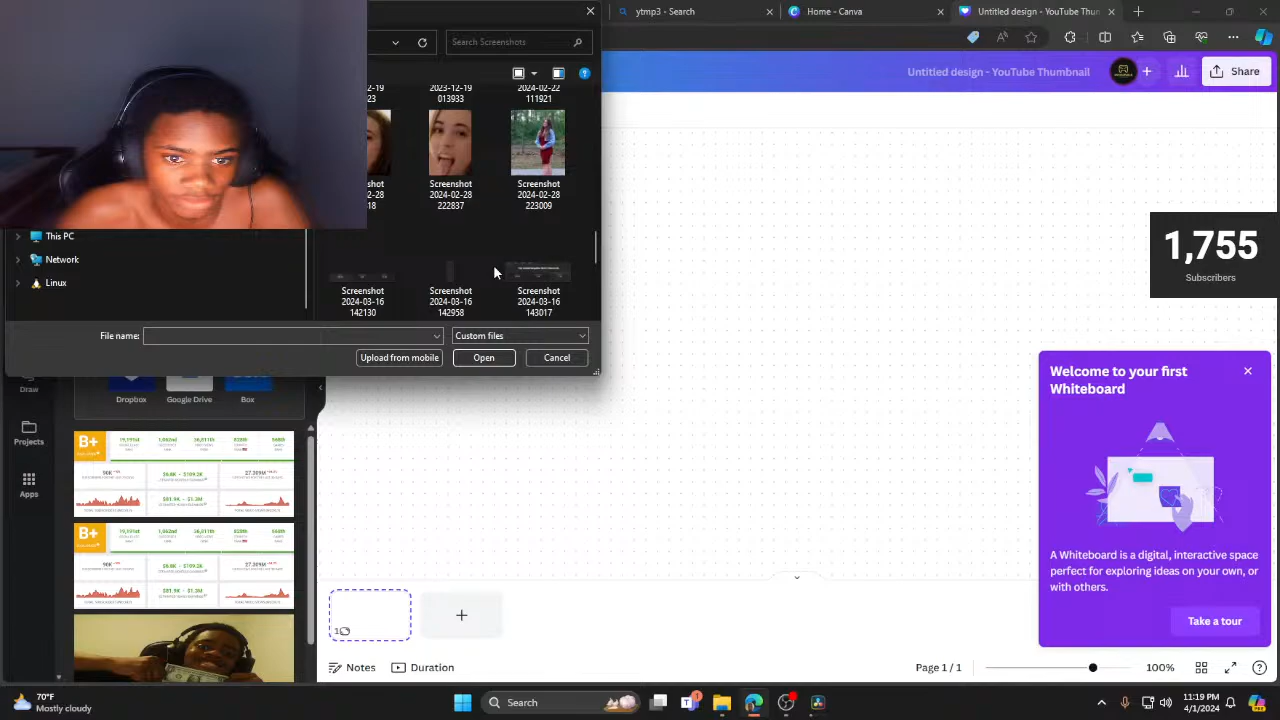 ytmp3 - Search
Home - Canva
Untitled design - YouTube Thun
Search Screenshots
Untitled design - YouTube Thumbnail
Share
2023-12-19
013933
2024-02-22
111921
Screenshot
2024-02-28
222837
Screenshot
2024-02-28
223009
This PC
Network
Linux
Screenshot
2024-03-16
142130
Screenshot
2024-03-16
142958
Screenshot
2024-03-16
143017
File name:
Custom files
Upload from mobile
Open
Cancel
1,755
Subscribers
Draw
Projects
Apps
Dropbox
Google Drive
Box
B+
B+
Welcome to your first
Whiteboard
A Whiteboard is a digital, interactive space
perfect for exploring ideas on your own, or
with others.
Take a tour
1
Notes
Duration
Page 1 / 1
100%
70°F
Mostly cloudy
Search
11:19 PM
4/1/2024